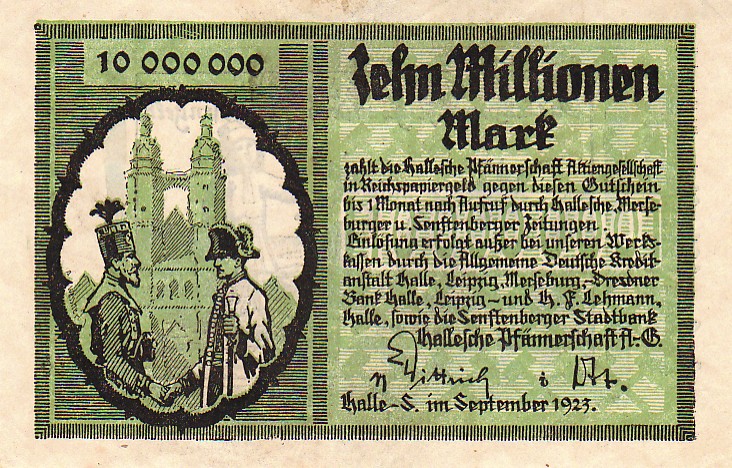 10 000 000
Zehn Millionen
Mark
zahlt die Hallesche Pfännerschaft Aktiengesellschaft
in Reichspapiergeld gegen diesen Gutschein
bis 1 Monat nach Aufruf durch Hallesche, Merse-
burger u. Senftenberger Zeitungen.
Einlösung erfolgt außer bei unseren Werks-
kassen durch die Allgemeine Deutsche Kredit-
anstalt Halle, Leipzig, Merseburg,- Dresdner
Bank Halle, Leipzig - und H. F. Lehmann,
Halle, sowie die Senftenberger Stadtbank
Hallesche Pfännerschaft A.-G.
Halle-S. im September 1923.